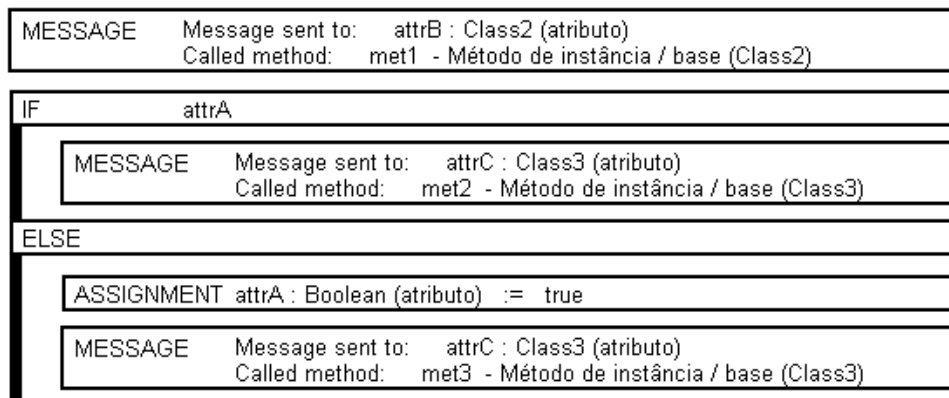 MESSAGE Message sent to: attrB : Class2 (atributo)
Called method: met1 - Método de instância / base (Class2)
IF attrA
MESSAGE Message sent to: attrC : Class3 (atributo)
Called method: met2 - Método de instância / base (Class3)
ELSE
ASSIGNMENT attrA : Boolean (atributo) := true
MESSAGE Message sent to: attrC : Class3 (atributo)
Called method: met3 - Método de instância / base (Class3)